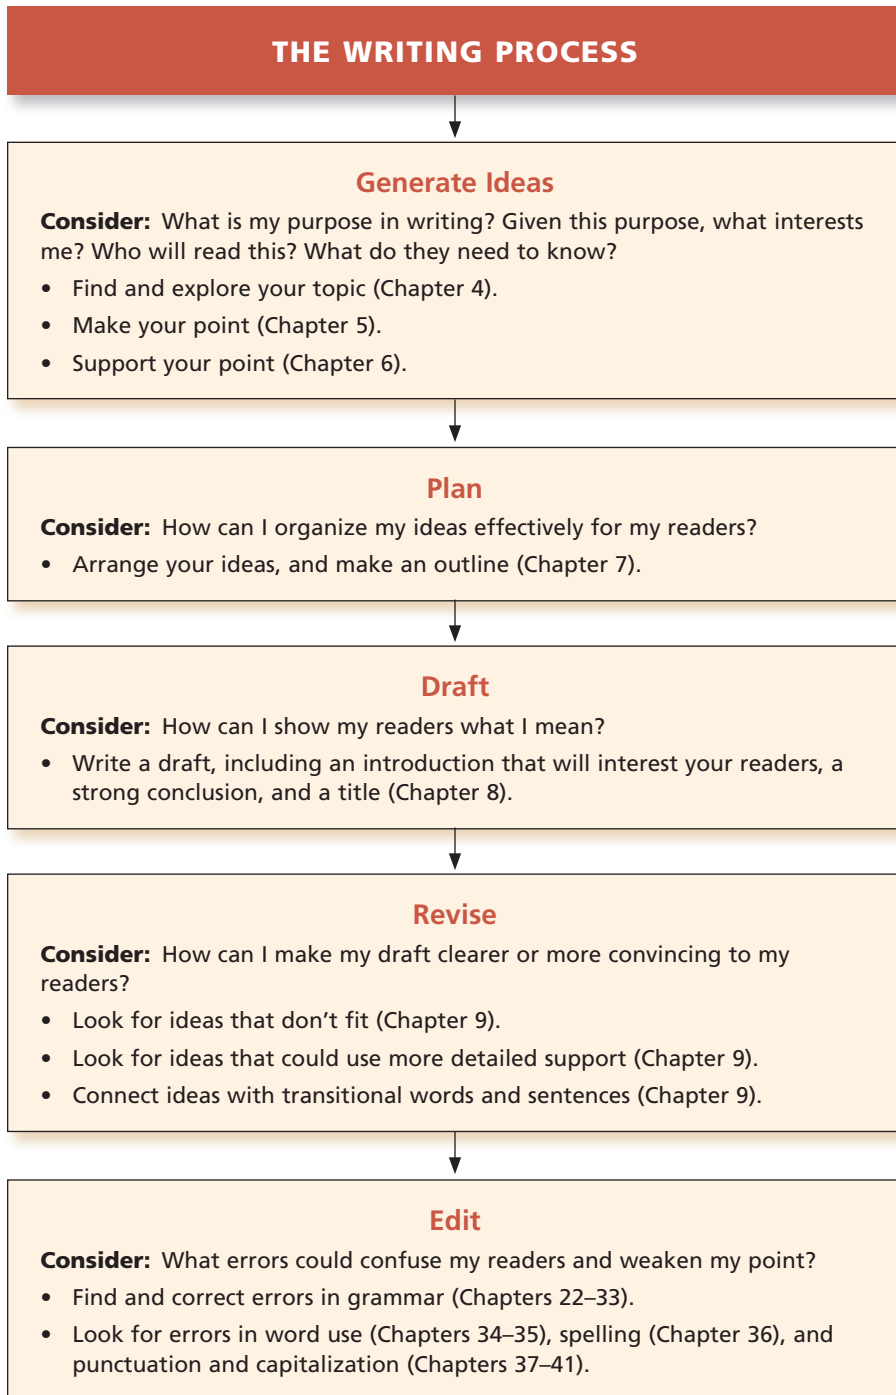 THE WRITING PROCESS
Generate Ideas
Consider: What is my purpose in writing? Given this purpose, what interests
me? Who will read this? What do they need to know?
• Find and explore your topic (Chapter 4).
• Make your point (Chapter 5).
• Support your point (Chapter 6).
Plan
Consider: How can I organize my ideas effectively for my readers?
• Arrange your ideas, and make an outline (Chapter 7).
Draft
Consider: How can I show my readers what I mean?
• Write a draft, including an introduction that will interest your readers, a
strong conclusion, and a title (Chapter 8).
Revise
Consider: How can I make my draft clearer or more convincing to my
readers?
• Look for ideas that don't fit (Chapter 9).
• Look for ideas that could use more detailed support (Chapter 9).
• Connect ideas with transitional words and sentences (Chapter 9).
Edit
Consider: What errors could confuse my readers and weaken my point?
• Find and correct errors in grammar (Chapters 22–33).
• Look for errors in word use (Chapters 34–35), spelling (Chapter 36), and
punctuation and capitalization (Chapters 37–41).